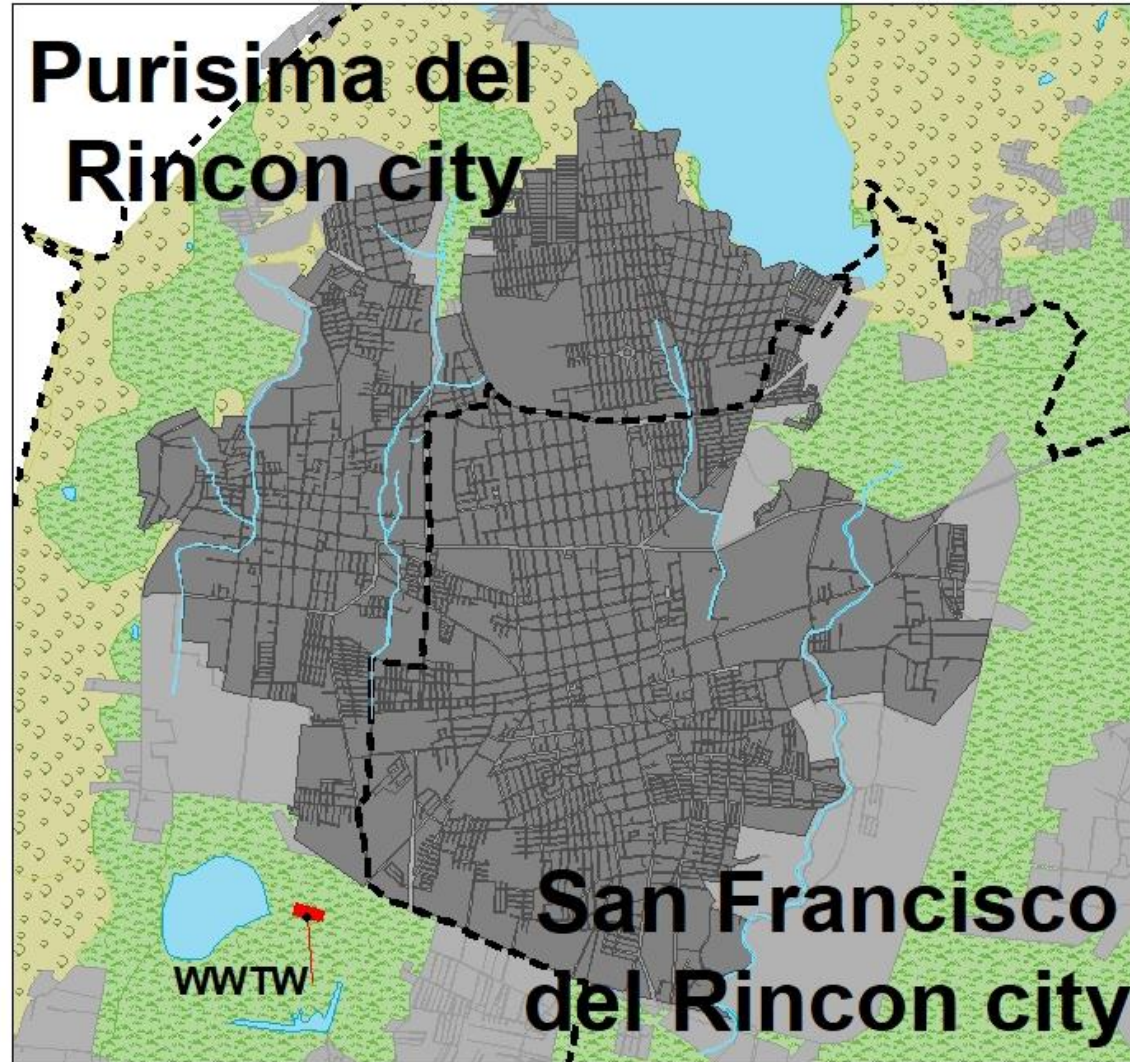 Purisima del
Rincon city
WWTW
San Francisco
del Rincon city